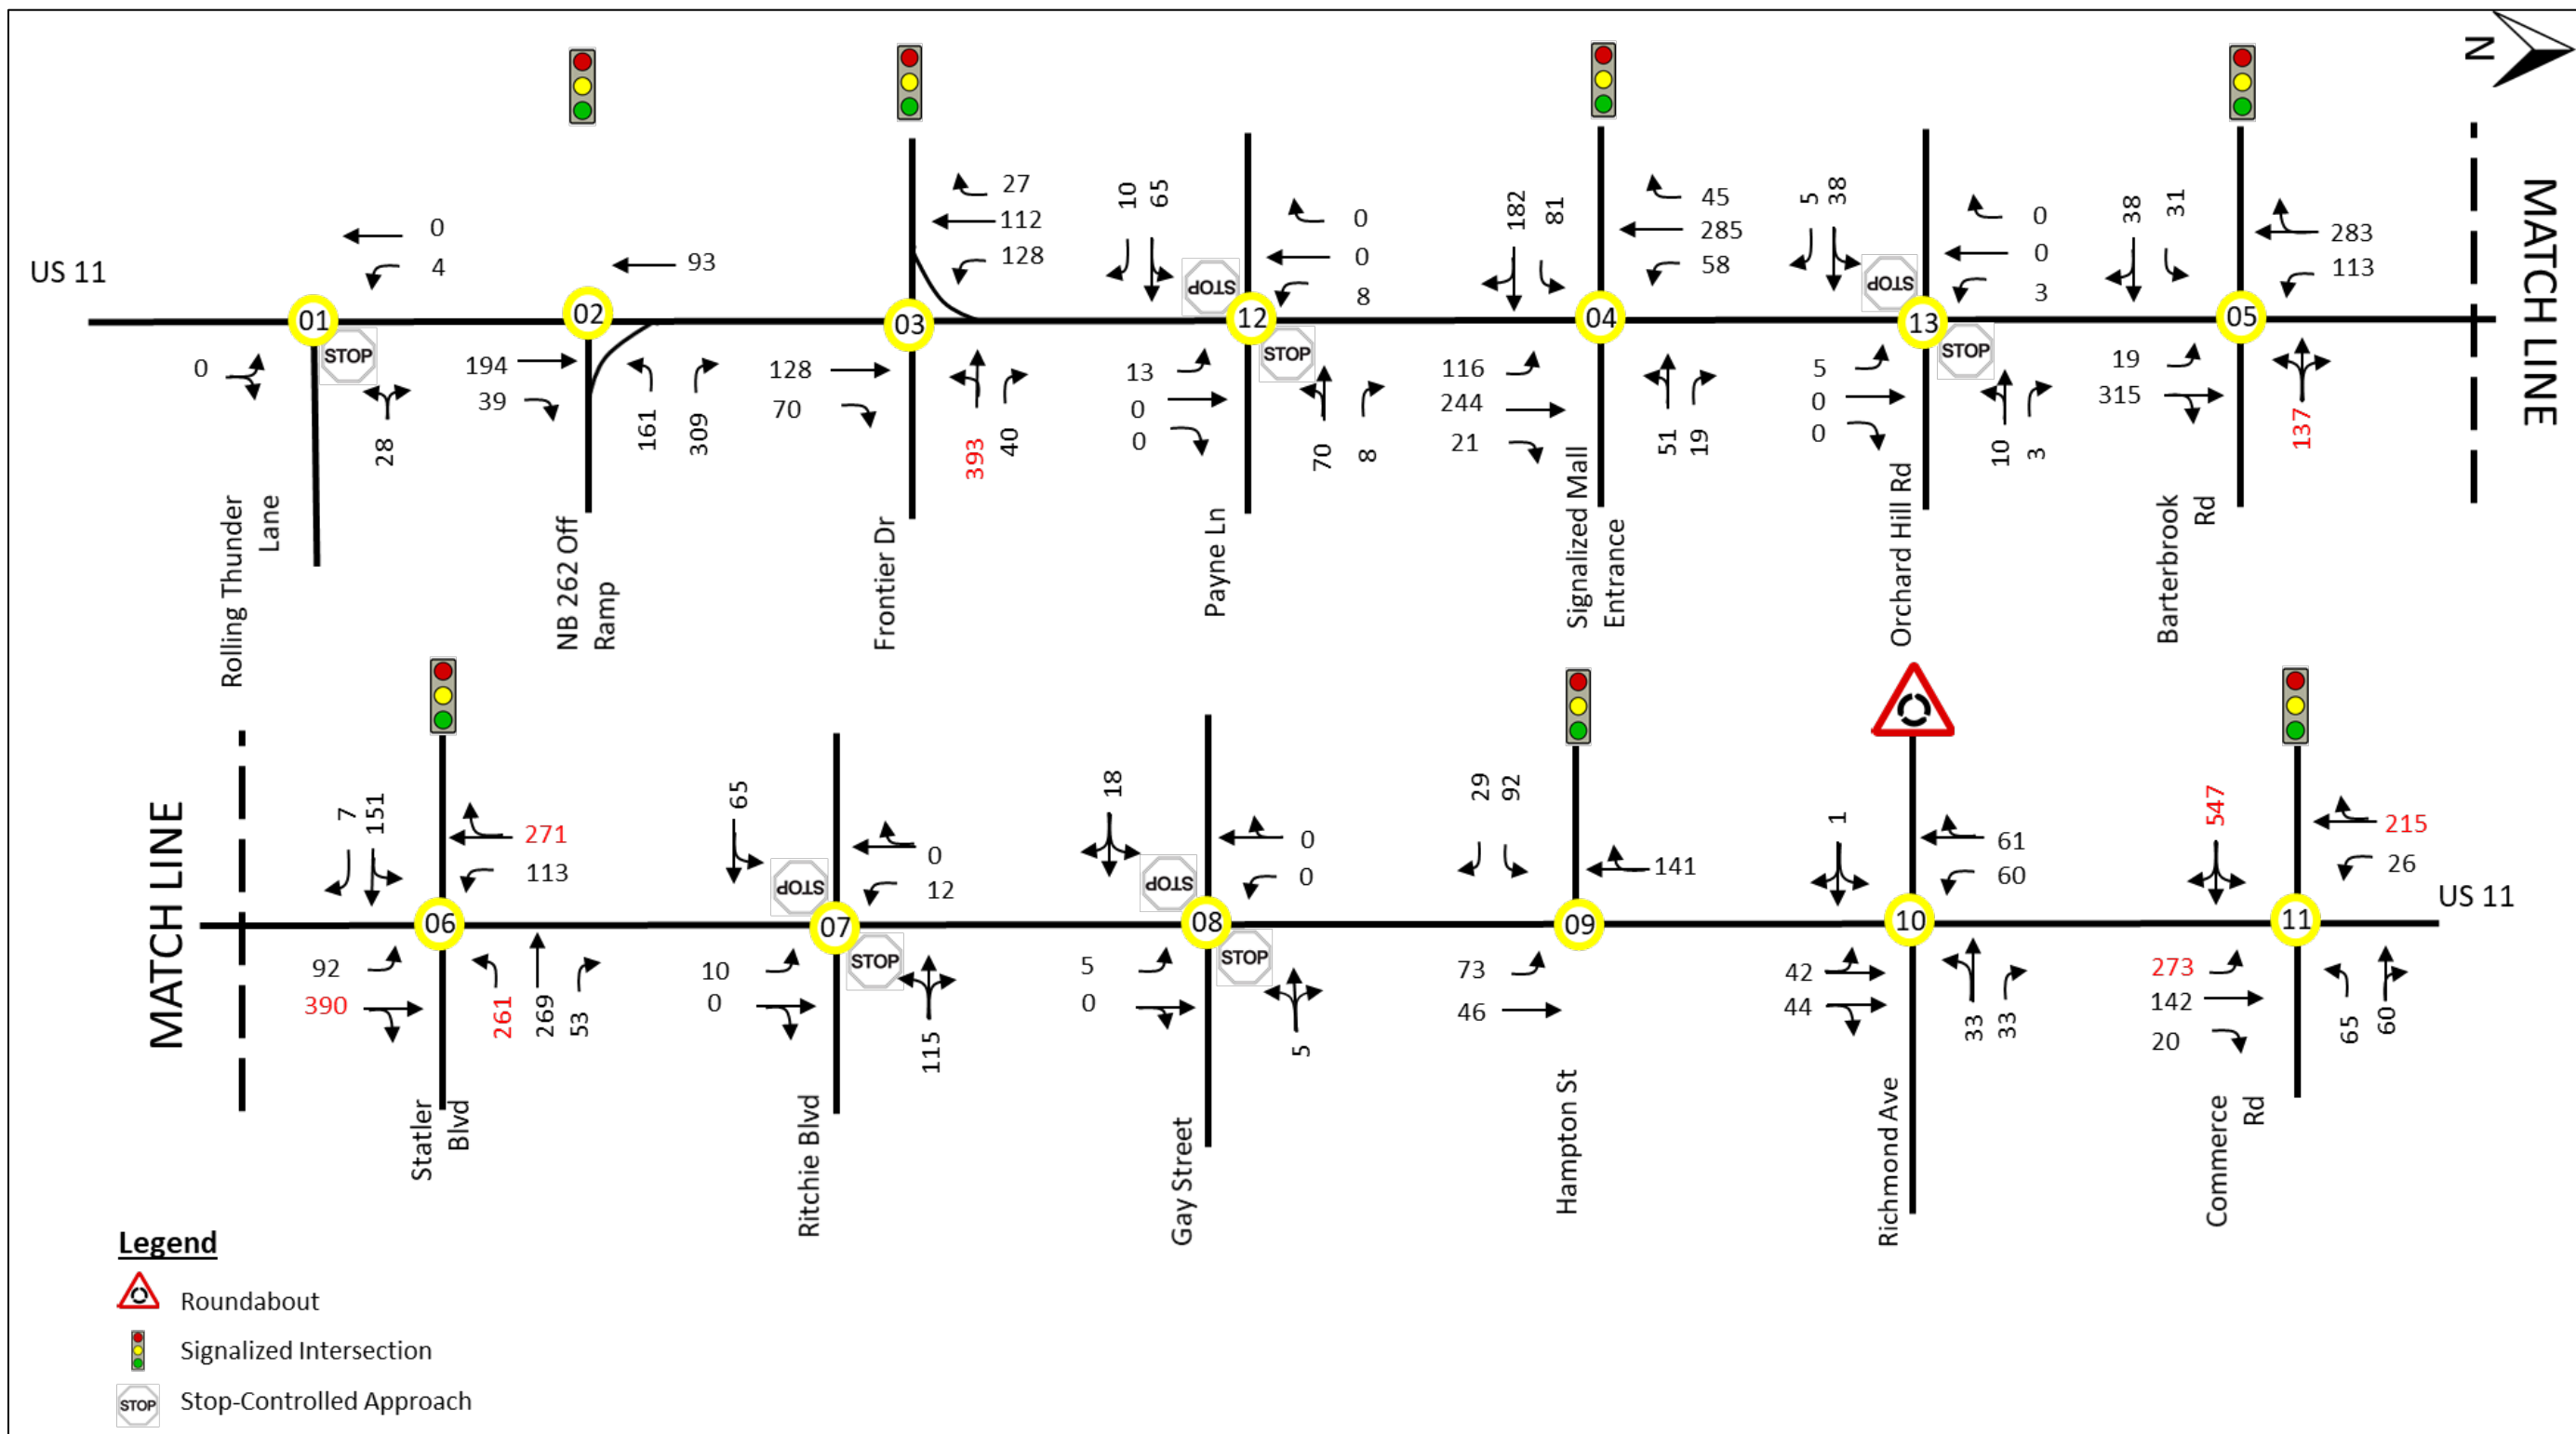 N
MATCH LINE
US 11
0
4
01
STOP
0
28
Rolling Thunder
Lane
93
02
194
39
161
309
NB 262 Off
Ramp
27
112
128
03
128
70
393
40
Frontier Dr
10
65
STOP
0
0
8
12
STOP
13
0
0
70
8
Payne Ln
182
81
45
285
58
04
116
244
21
51
19
Signalized Mall
Entrance
5
38
STOP
0
0
3
13
STOP
5
0
0
10
3
Orchard Hill Rd
38
31
283
113
05
19
315
137
Barterbrook
Rd
MATCH LINE
7
151
271
113
06
92
390
261
269
53
Statler
Blvd
65
STOP
0
12
07
STOP
10
0
115
Ritchie Blvd
18
STOP
0
0
08
STOP
5
0
5
Gay Street
29
92
141
09
73
46
Hampton St
1
61
60
10
42
44
33
33
Richmond Ave
547
215
26
11
US 11
273
142
20
65
60
Commerce
Rd
Legend
Roundabout
Signalized Intersection
STOP
Stop-Controlled Approach